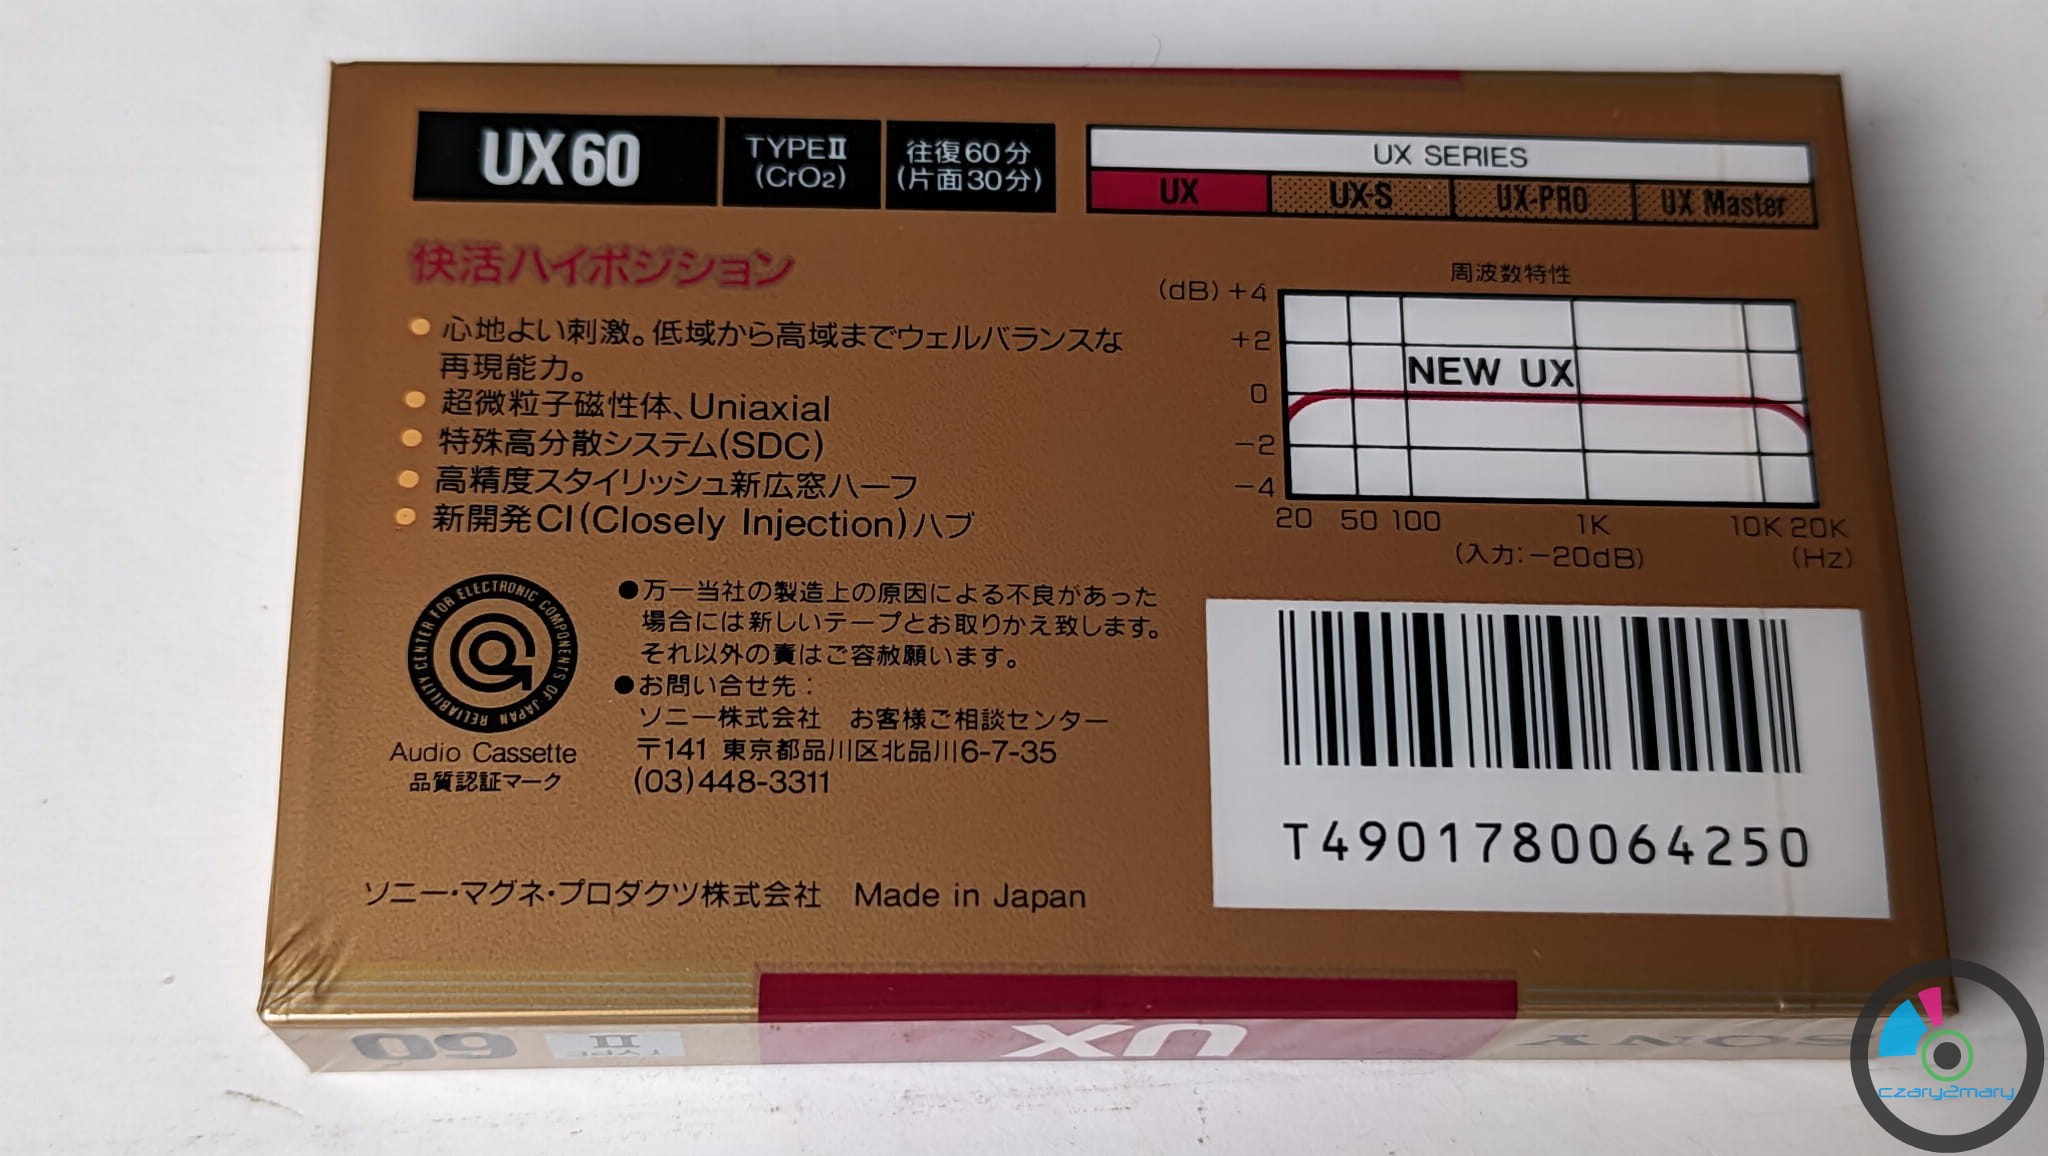 UX60
TYPEⅡ
(CrO2)
往復60分
(片面30分)
UX SERIES
UX UX-S UX-PRO UX Master
快活ハイポジション
心地よい刺激。低域から高域までウェルバランスな
再現能力。
超微粒子磁性体、Uniaxial
特殊高分散システム(SDC)
高精度スタイリッシュ新広窓ハーフ
新開発CI(Closely Injection)ハブ
周波数特性
(dB) +4
+2
0
-2
-4
NEW UX
20 50 100 1K 10K 20K
(入力:-20dB) (Hz)
RELIABILITY CENTER FOR ELECTRONIC COMPONENTS OF JAPAN
Audio Cassette
品質認証マーク
●万一当社の製造上の原因による不良があった
場合には新しいテープとお取りかえ致します。
それ以外の責はご容赦願います。
●お問い合せ先:
ソニー株式会社 お客様ご相談センター
〒141 東京都品川区北品川6-7-35
(03)448-3311
T4901780064250
ソニー・マグネ・プロダクツ株式会社 Made in Japan
60
TYPE
Ⅱ
UX
SONY
czary2mary